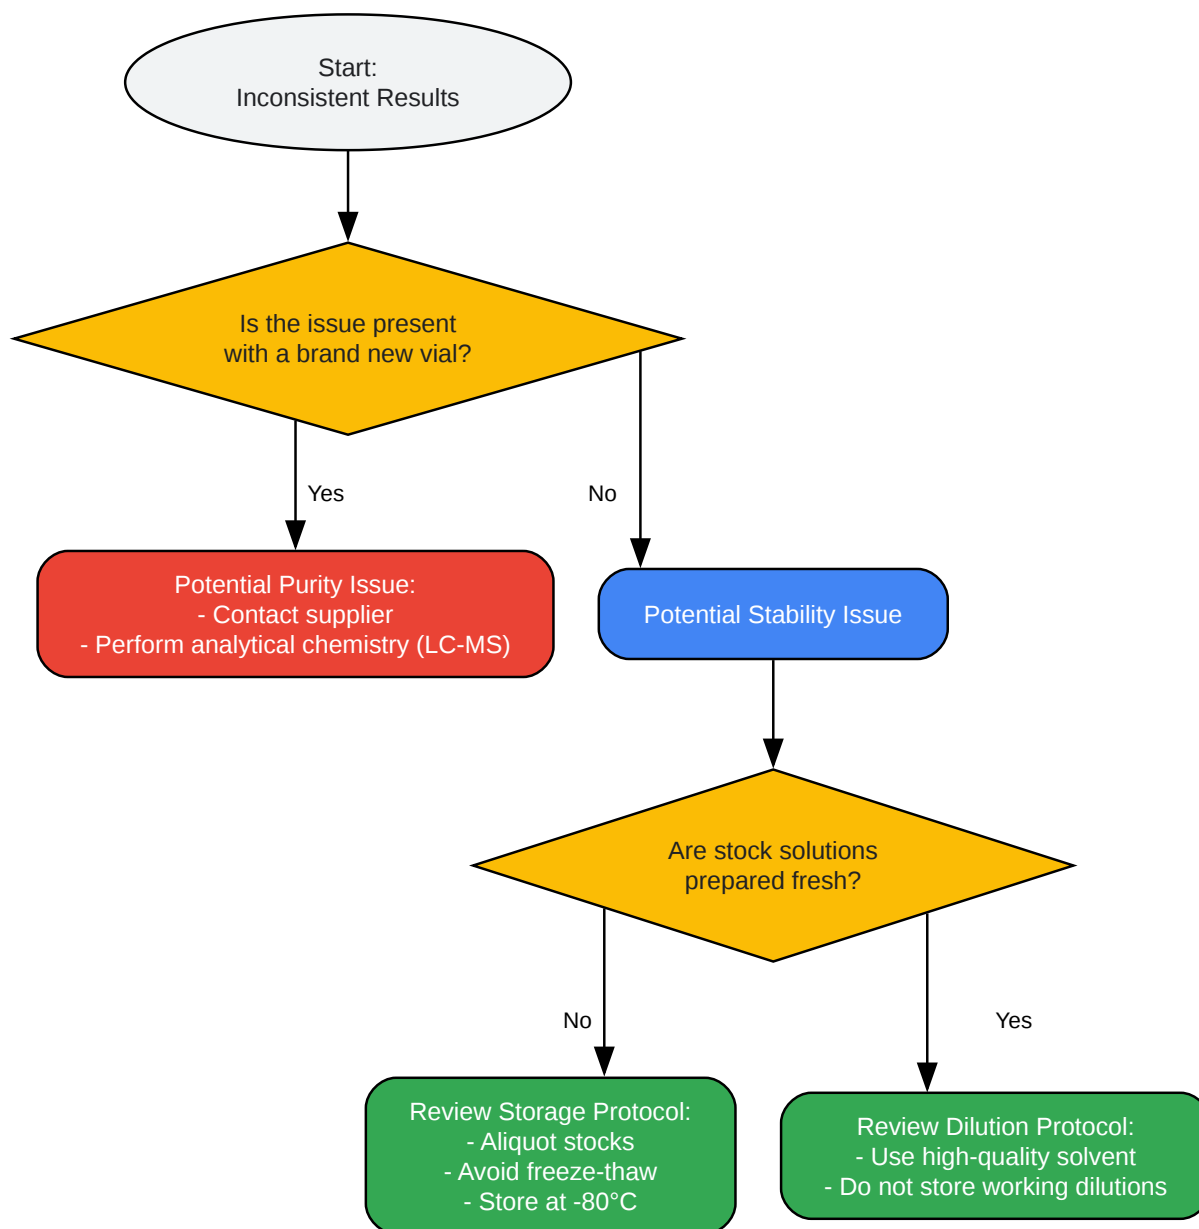 Start:
Inconsistent Results
Is the issue present
with a brand new vial?
Yes
No
Potential Purity Issue:
- Contact supplier
- Perform analytical chemistry (LC-MS)
Potential Stability Issue
Are stock solutions
prepared fresh?
No
Yes
Review Storage Protocol:
- Aliquot stocks
- Avoid freeze-thaw
- Store at -80°C
Review Dilution Protocol:
- Use high-quality solvent
- Do not store working dilutions